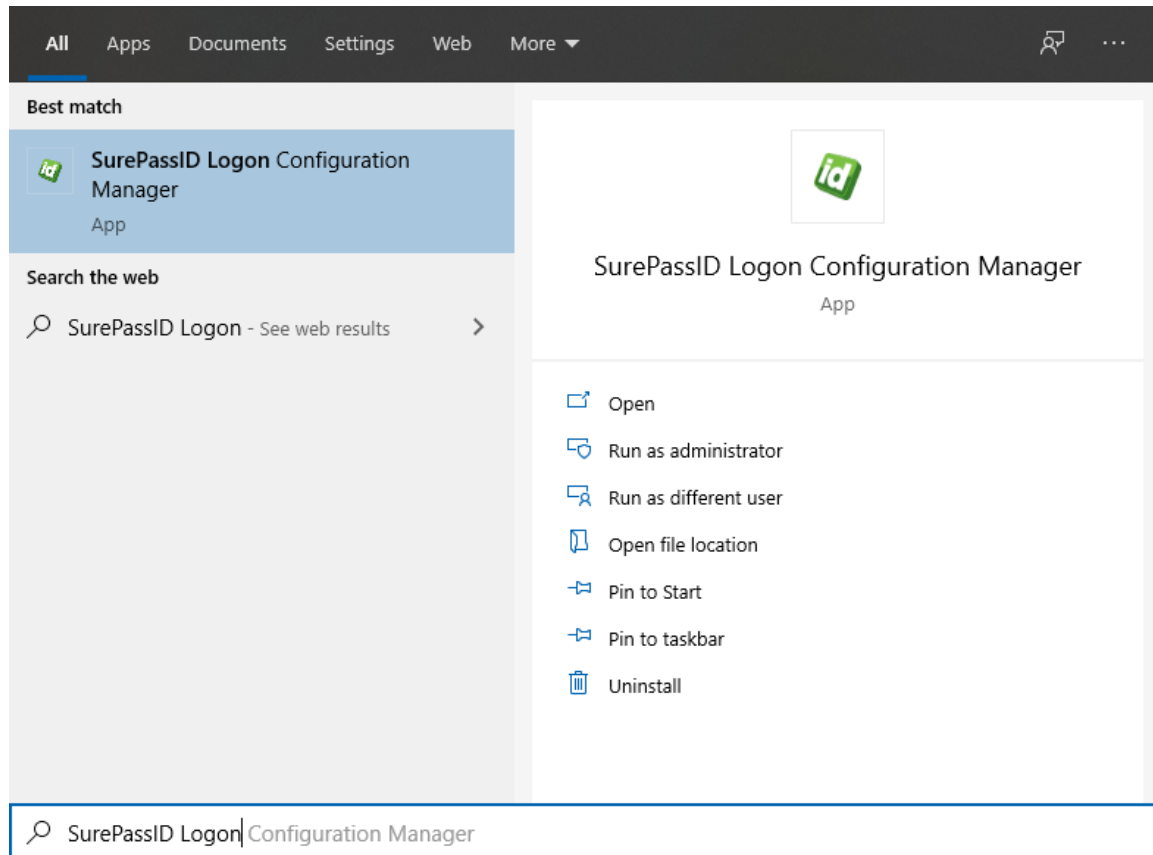 All Apps Documents Settings Web More
Best match
SurePassID Logon Configuration
Manager
App
Search the web
SurePassID Logon - See web results
id
SurePassID Logon Configuration Manager
App
Open
Run as administrator
Run as different user
Open file location
Pin to Start
Pin to taskbar
Uninstall
SurePassID Logon Configuration Manager